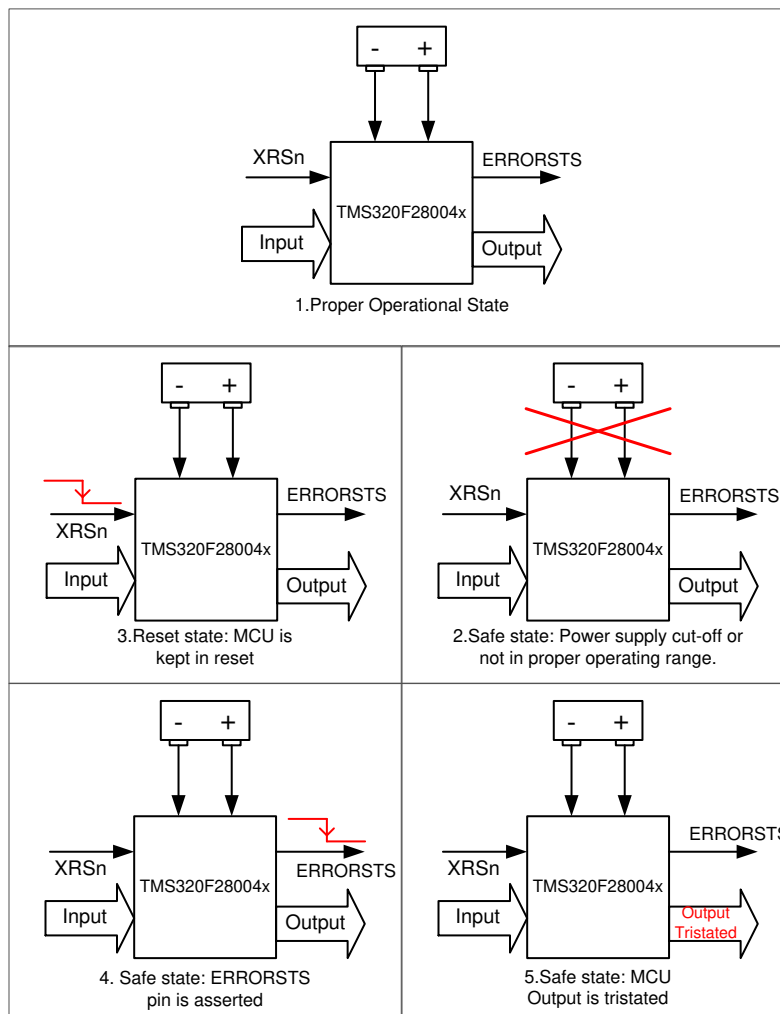 - +
XRSn
ERRORSTS
TMS320F28004x
Input
Output
1.Proper Operational State
- +
ERRORSTS
XRSn
TMS320F28004x
Input
Output
3.Reset state: MCU is
kept in reset
- +
XRSn
ERRORSTS
TMS320F28004x
Input
Output
2.Safe state: Power supply cut-off or
not in proper operating range.
- +
XRSn
ERRORSTS
TMS320F28004x
Input
Output
4. Safe state: ERRORSTS
pin is asserted
- +
ERRORSTS
XRSn
TMS320F28004x
Input
Output
Tristated
5.Safe state: MCU
Output is tristated